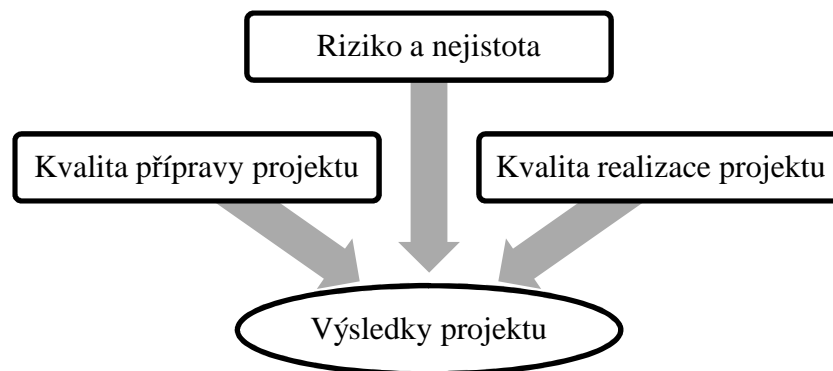 Riziko a nejistota
Kvalita přípravy projektu
Kvalita realizace projektu
Výsledky projektu